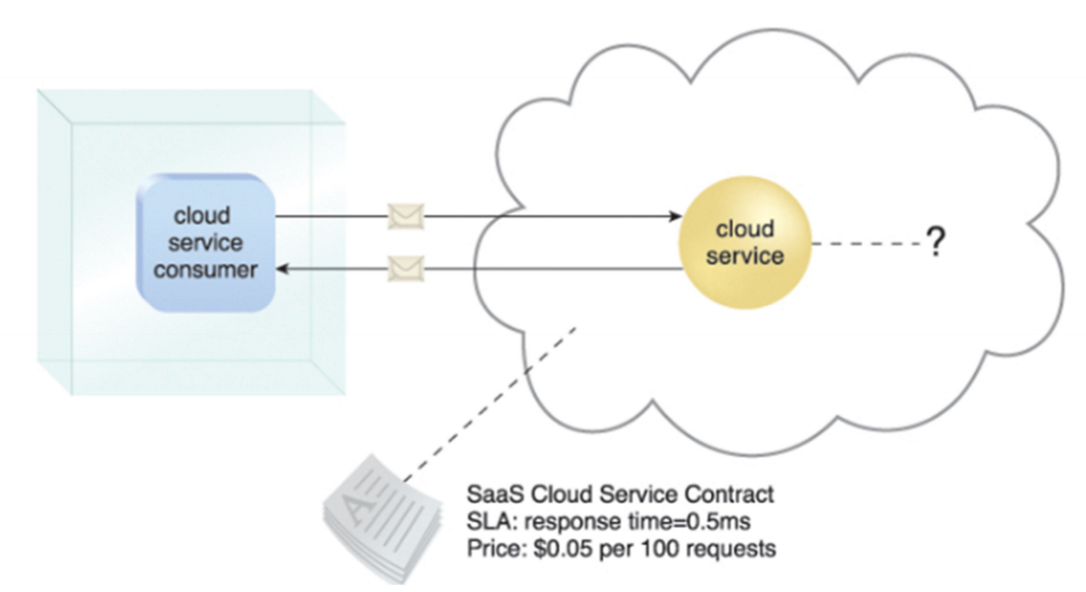 cloud
service
consumer
cloud
service
?
A
SaaS Cloud Service Contract
SLA: response time=0.5ms
Price: $0.05 per 100 requests